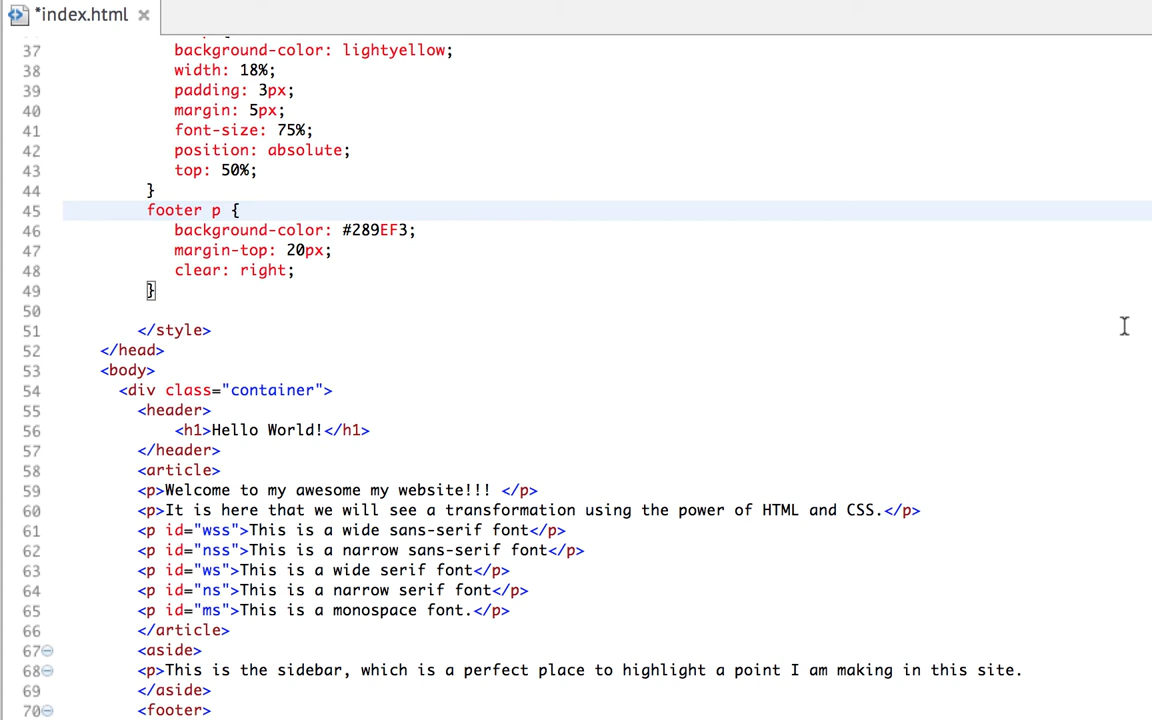 *index.html
37 background-color: lightyellow;
38 width: 18%;
39 padding: 3px;
40 margin: 5px;
41 font-size: 75%;
42 position: absolute;
43 top: 50%;
44 }
45 footer p {
46 background-color: #289EF3;
47 margin-top: 20px;
48 clear: right;
49 }
50
51 </style>
52 </head>
53 <body>
54 <div class="container">
55 <header>
56 <h1>Hello World!</h1>
57 </header>
58 <article>
59 <p>Welcome to my awesome my website!!! </p>
60 <p>It is here that we will see a transformation using the power of HTML and CSS.</p>
61 <p id="wss">This is a wide sans-serif font</p>
62 <p id="nss">This is a narrow sans-serif font</p>
63 <p id="ws">This is a wide serif font</p>
64 <p id="ns">This is a narrow serif font</p>
65 <p id="ms">This is a monospace font.</p>
66 </article>
67 <aside>
68 <p>This is the sidebar, which is a perfect place to highlight a point I am making in this site.
69 </aside>
70 <footer>